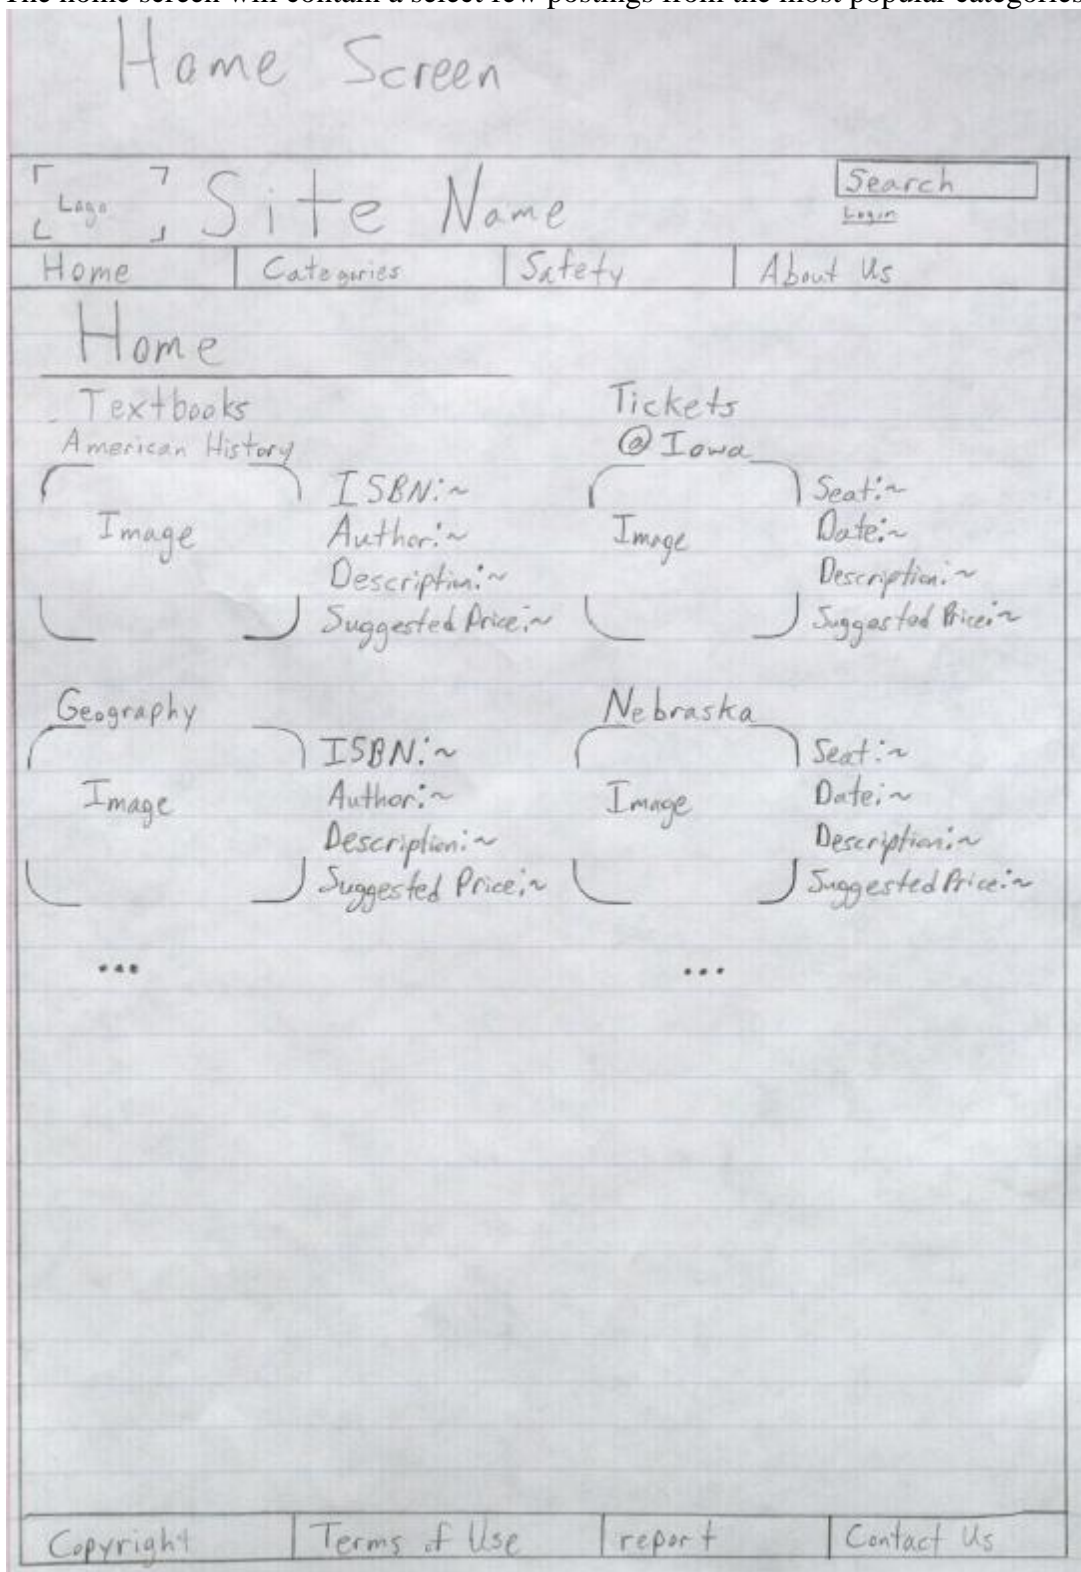 The home screen will contain a select few postings from the most popular categories
Home Screen
Logo
Site Name
Search
Login
Home
Categories
Safety
About Us
Home
Textbooks
American History
Image
ISBN:~
Author:~
Description:~
Suggested Price:~
Tickets
@ Iowa
Image
Seat:~
Date:~
Description:~
Suggested Price:~
Geography
Image
ISBN:~
Author:~
Description:~
Suggested Price:~
Nebraska
Image
Seat:~
Date:~
Description:~
Suggested Price:~
...
...
Copyright
Terms of Use
report
Contact Us